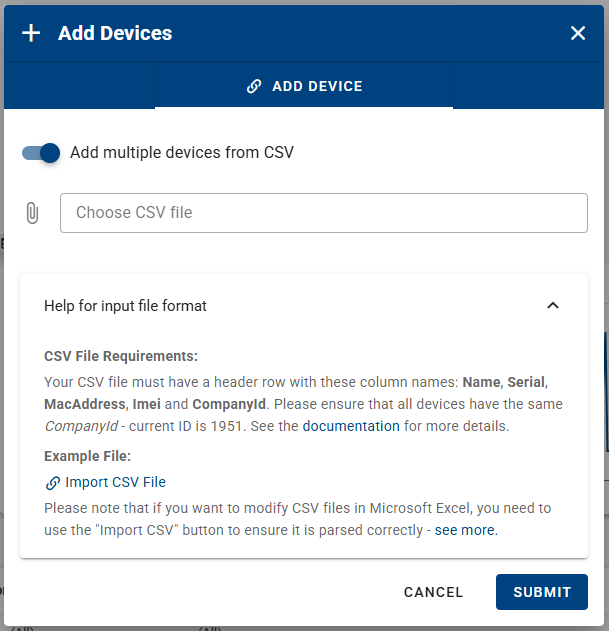 Add Devices
ADD DEVICE
Add multiple devices from CSV
Choose CSV file
Help for input file format
CSV File Requirements:
Your CSV file must have a header row with these column names: Name, Serial,
MacAddress, Imei and CompanyId. Please ensure that all devices have the same
CompanyId - current ID is 1951. See the documentation for more details.
Example File:
Import CSV File
Please note that if you want to modify CSV files in Microsoft Excel, you need to
use the "Import CSV" button to ensure it is parsed correctly - see more.
CANCEL
SUBMIT